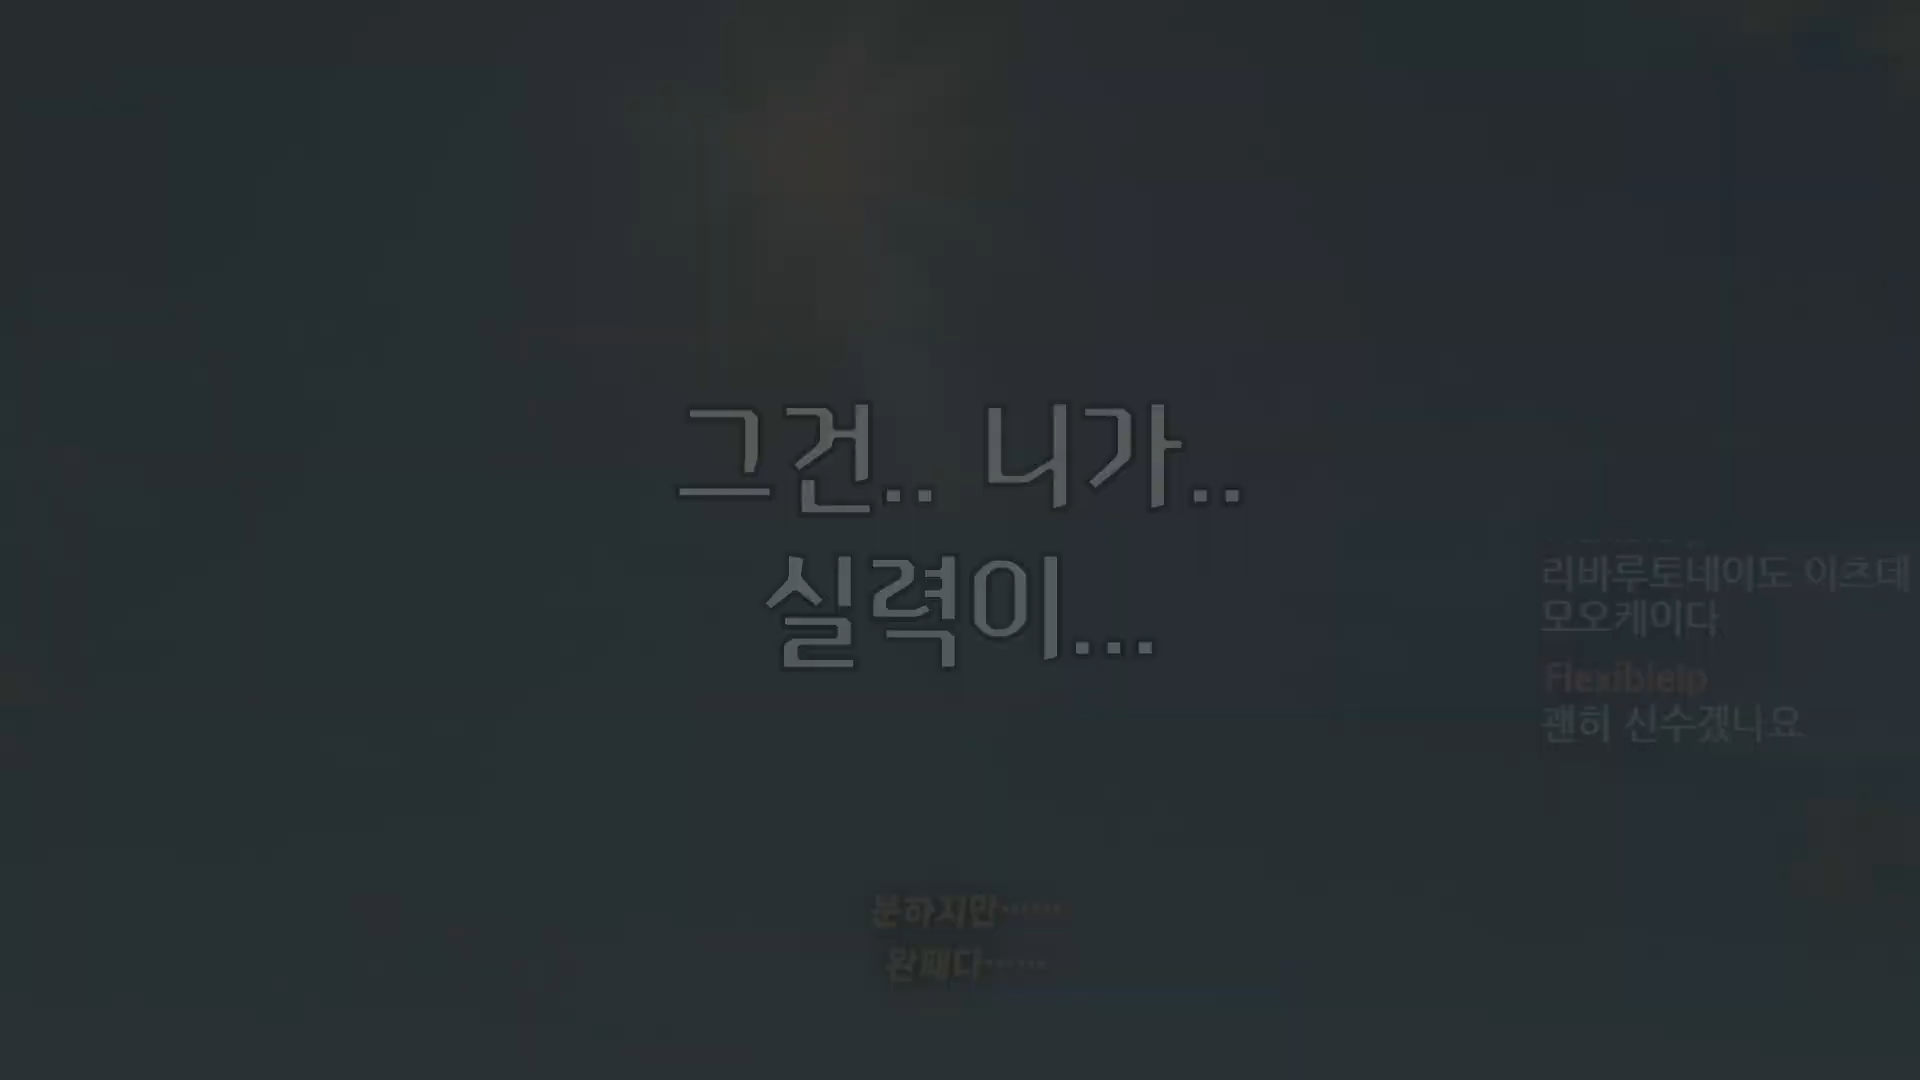 그건.. 니가..
실력이...
리바루토네이도 이츠데
모오케이다
Flexibleip
괜히 신수겠나요
분하지만……
완패다……